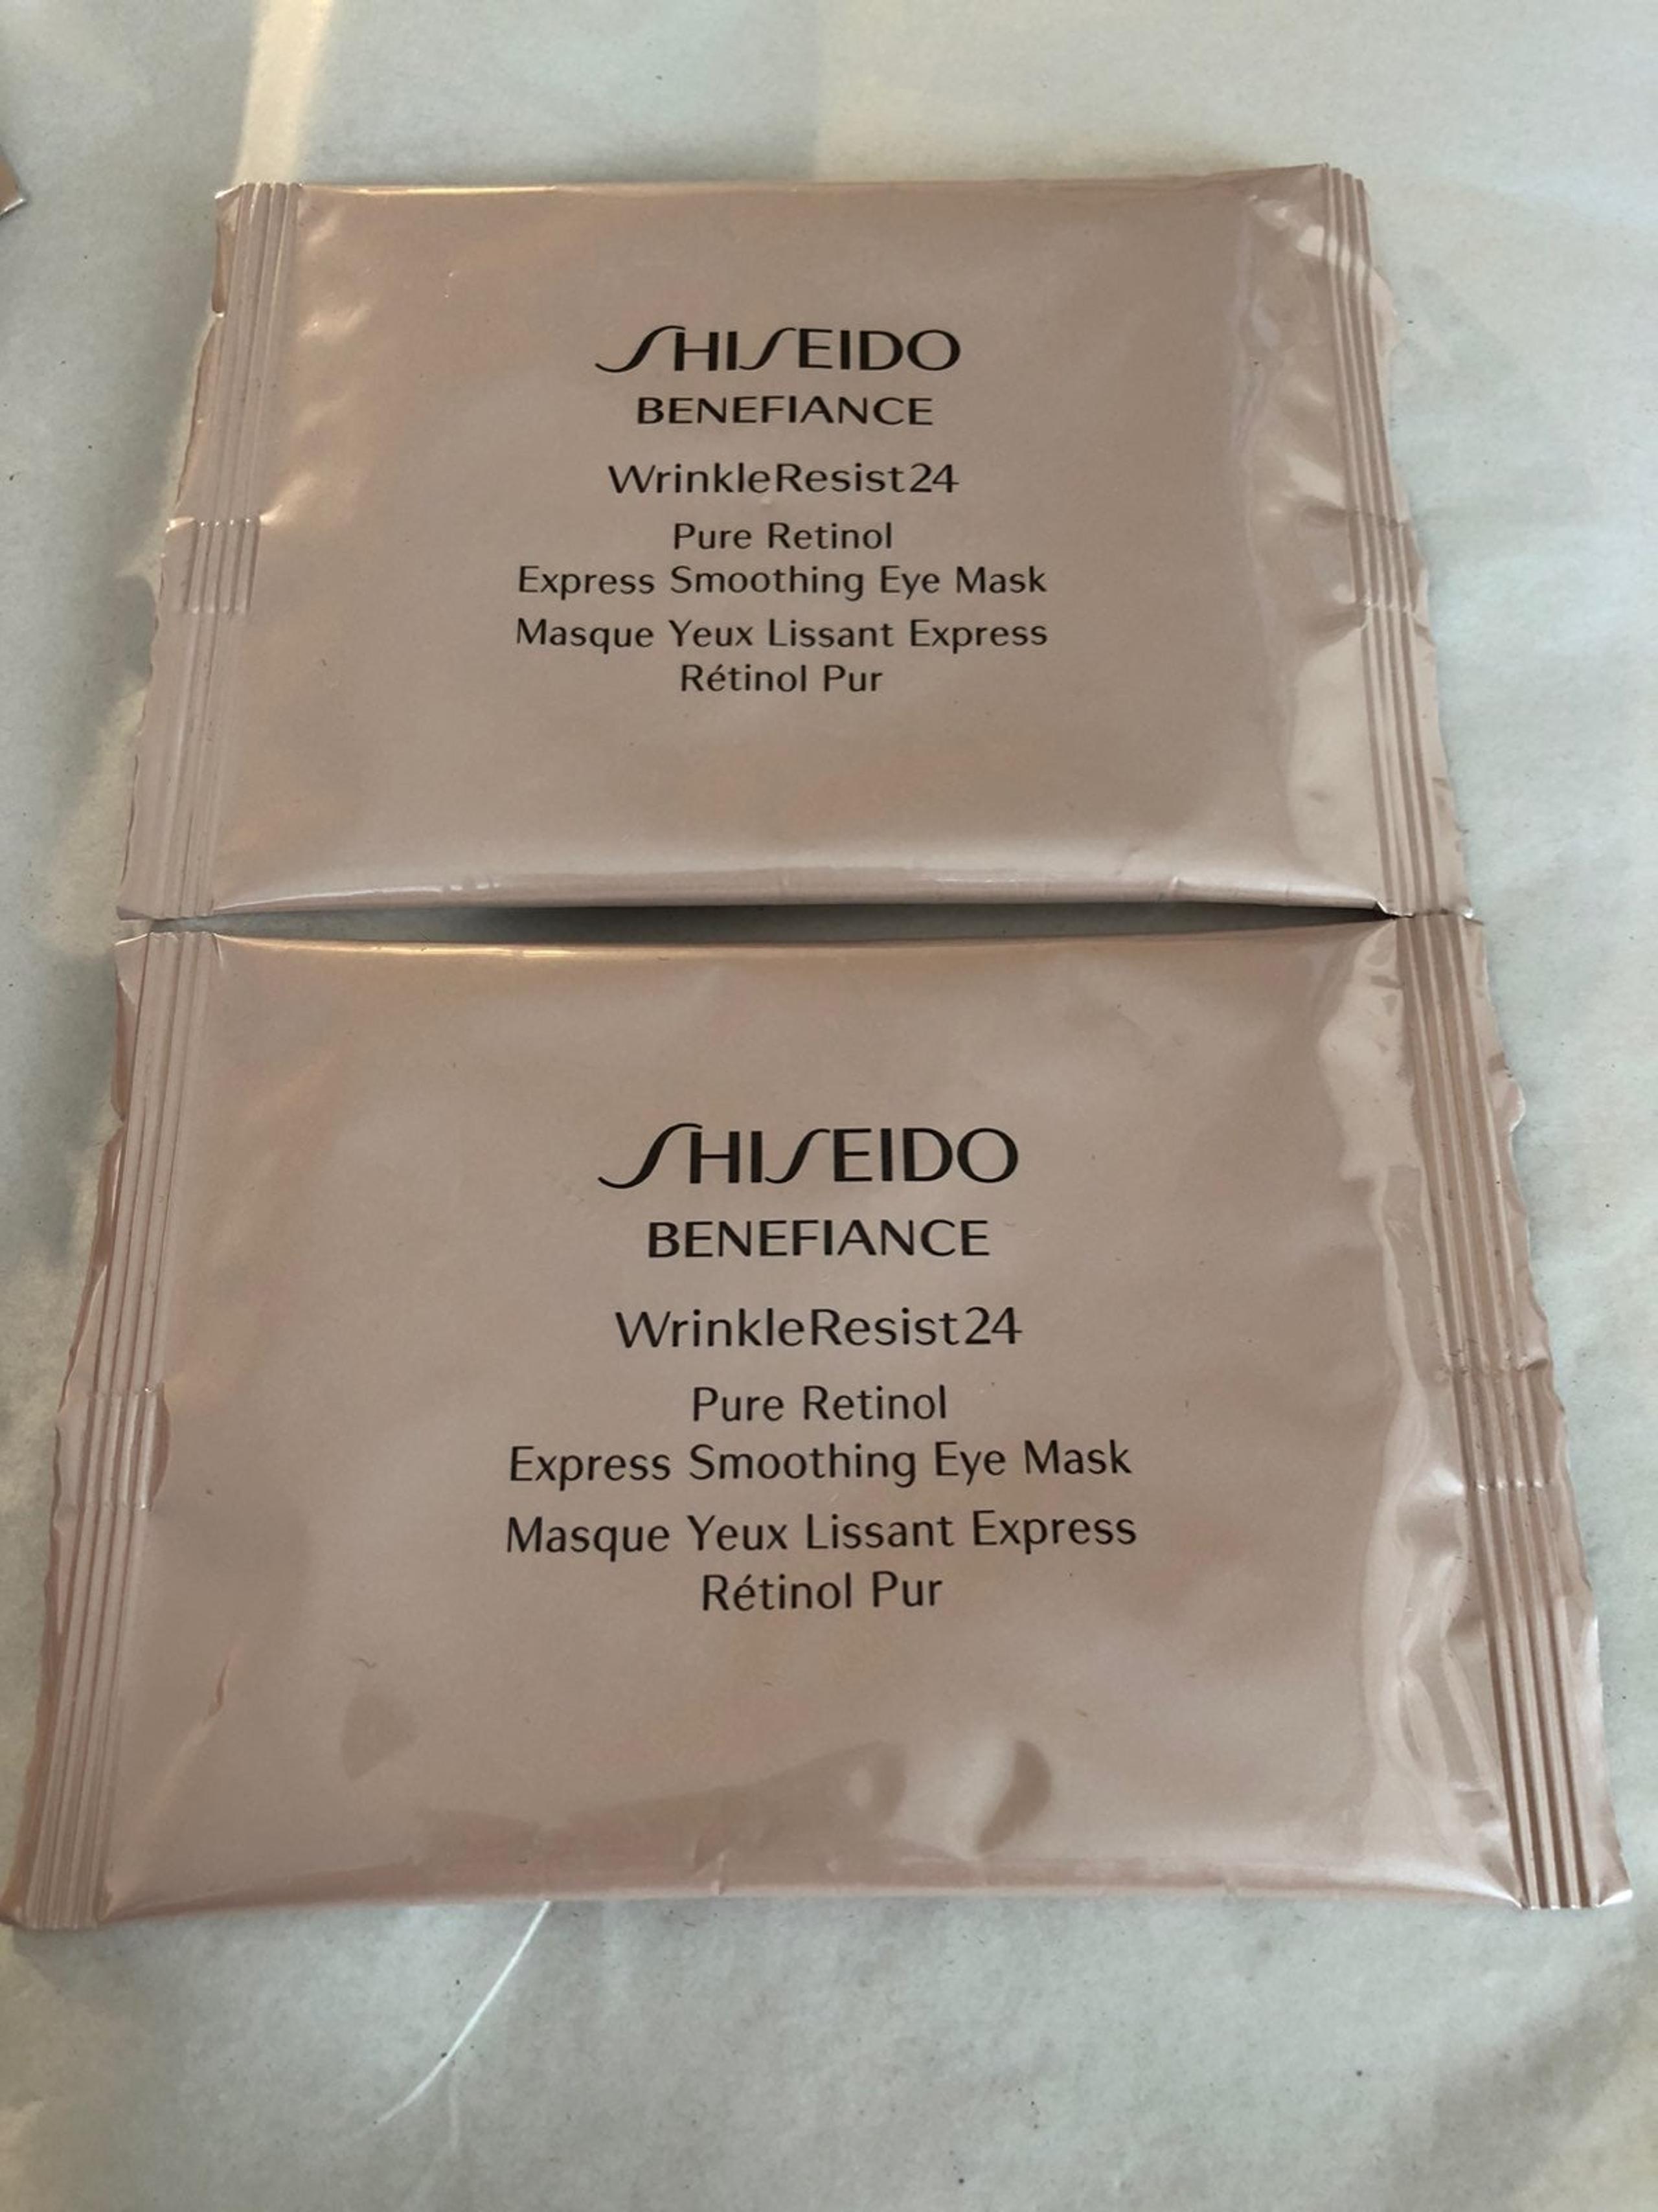 SHISEIDO
BENEFIANCE
WrinkleResist24
Pure Retinol
Express Smoothing Eye Mask
Masque Yeux Lissant Express
Rétinol Pur
SHISEIDO
BENEFIANCE
WrinkleResist24
Pure Retinol
Express Smoothing Eye Mask
Masque Yeux Lissant Express
Rétinol Pur